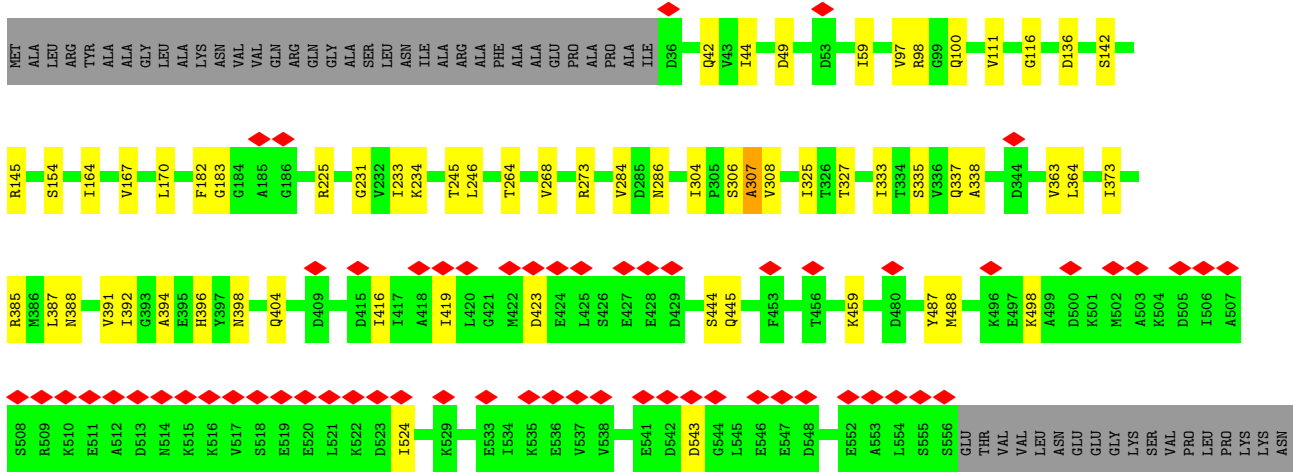 MET ALA LEU ARG TYR ALA ALA GLY LEU ALA LYS ASN VAL VAL GLN ARG GLN GLY ALA SER LEU ASN ILE ALA ARG ALA PHE ALA ALA GLU PRO ALA PRO ALA ILE D36 Q42 V43 I44 D49 D53 I59 V97 R98 G99 Q100 V111 G116 D136 S142
R145 S154 I164 V167 L170 F182 G183 G184 A185 G186 R225 G231 V232 I233 K234 T245 L246 T264 V268 R273 V284 D285 N286 I304 P305 S306 A307 V308 I325 T326 T327 I333 T334 S335 V336 Q337 A338 D344 V363 L364 I373
R385 M386 L387 N388 V391 I392 G393 A394 E395 H396 Y397 N398 Q404 D409 D415 I416 I417 A418 I419 L420 G421 M422 D423 E424 L425 S426 E427 E428 D429 S444 Q445 F453 T456 K459 D480 Y487 M488 K496 E497 K498 A499 D500 K501 M502 A503 K504 D505 I506 A507
S508 R509 K510 E511 A512 D513 N514 K515 K516 V517 S518 E519 E520 L521 K522 D523 I524 K529 E533 I534 K535 E536 V537 V538 E541 D542 D543 G544 L545 E546 E547 D548 E552 A553 L554 S555 S556 GLU THR VAL VAL LEU ASN GLU GLU GLY LYS SER VAL PRO LEU PRO LYS LYS ASN